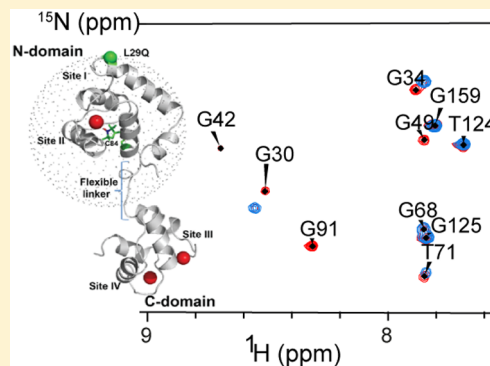 15N (ppm)
N-domain
L29Q
Site I
Site II
C84
Flexible
linker
Site III
Site IV
C-domain
G34
G159
G49
T124
G42
G30
G91
G68
G125
T71
9
8
1H (ppm)